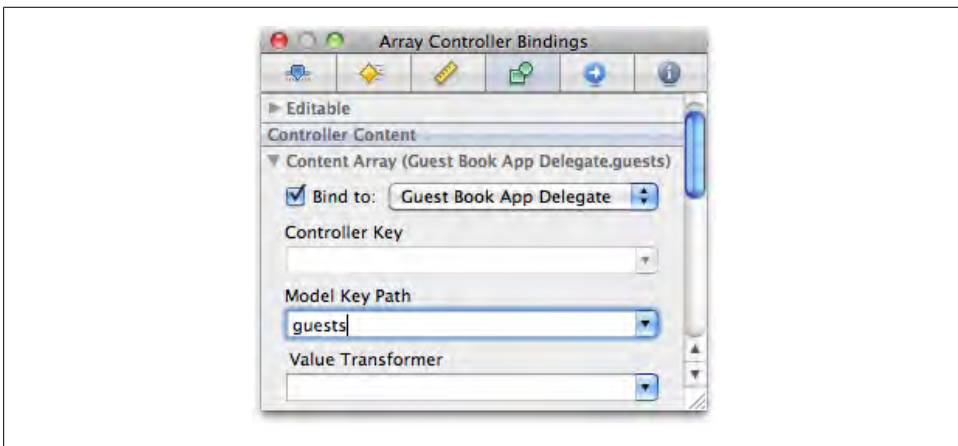 Array Controller Bindings
Editable
Controller Content
Content Array (Guest Book App Delegate.guests)
Bind to: Guest Book App Delegate
Controller Key
Model Key Path
guests
Value Transformer